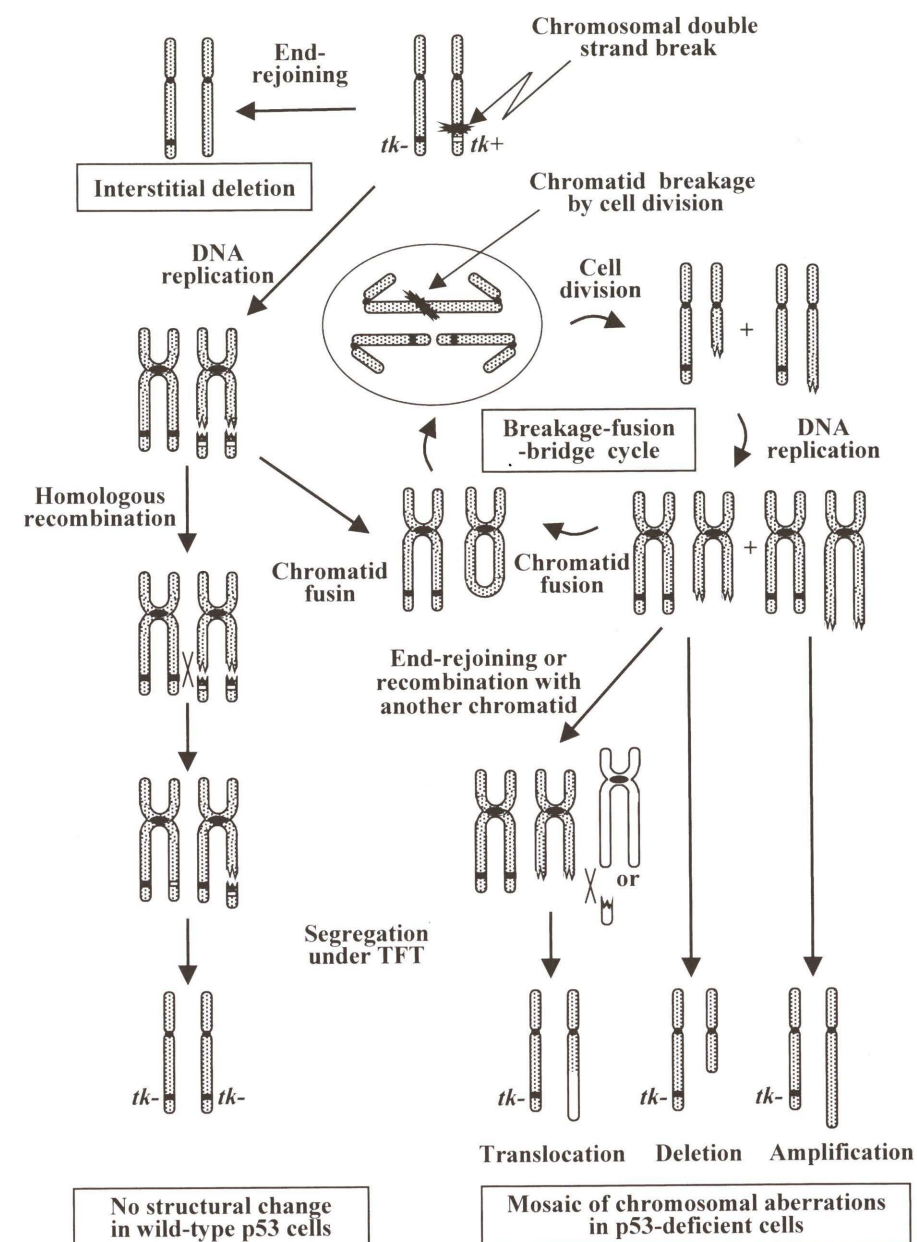 Chromosomal double
strand break
End-
rejoining
tk-
tk+
Interstitial deletion
Chromatid breakage
by cell division
DNA
replication
Cell
division
+
Breakage-fusion
-bridge cycle
DNA
replication
Homologous
recombination
Chromatid
fusin
Chromatid
fusion
+
End-rejoining or
recombination with
another chromatid
or
Segregation
under TFT
tk-
tk-
tk-
tk-
tk-
Translocation
Deletion
Amplification
No structural change
in wild-type p53 cells
Mosaic of chromosomal aberrations
in p53-deficient cells